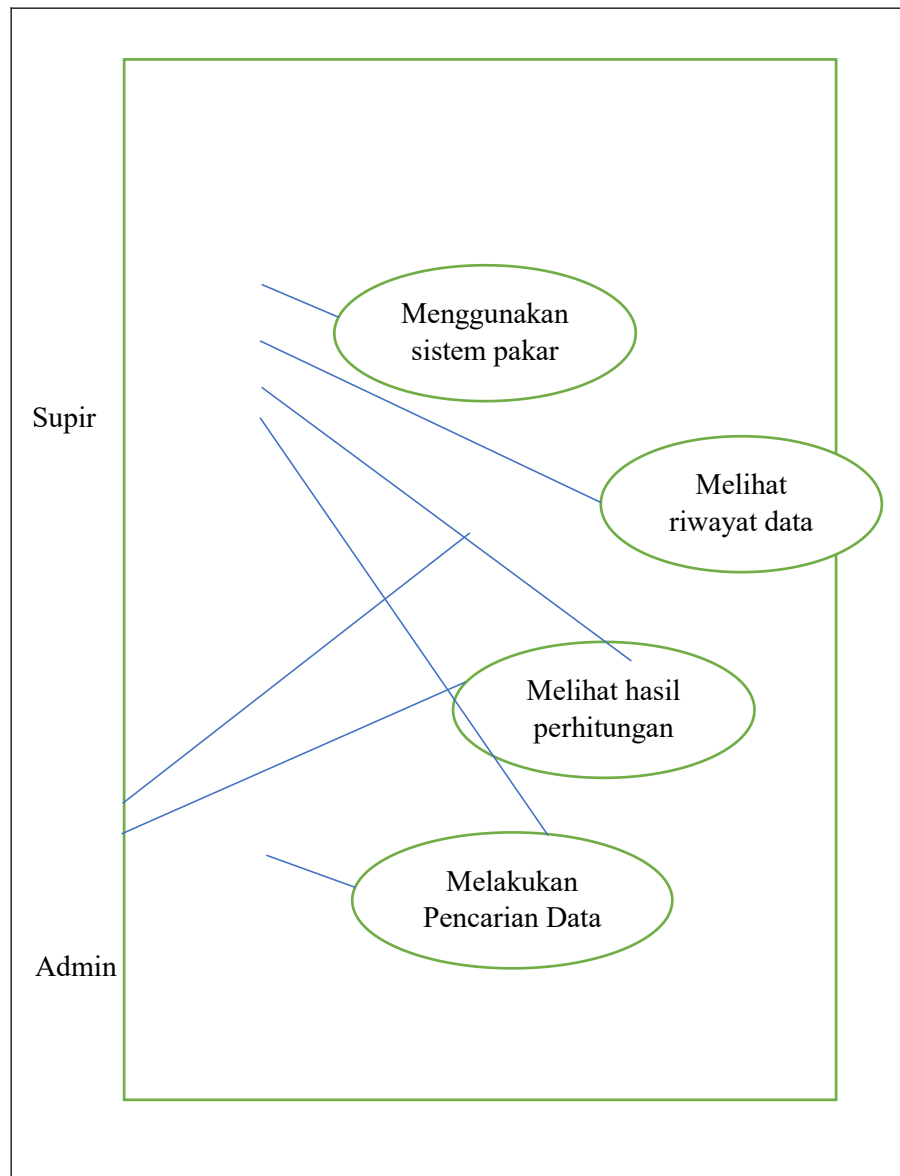 Menggunakan
sistem pakar
Supir
Melihat
riwayat data
Melihat hasil
perhitungan
Melakukan
Pencarian Data
Admin